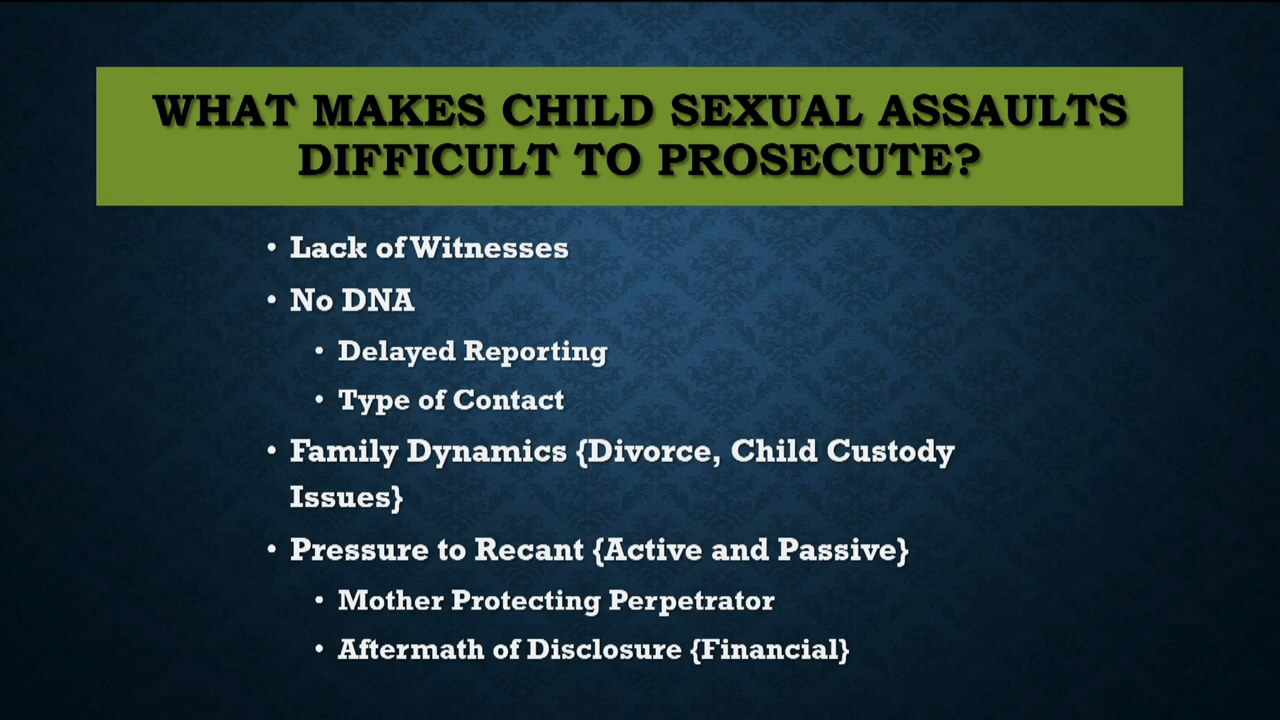 WHAT MAKES CHILD SEXUAL ASSAULTS
DIFFICULT TO PROSECUTE?
• Lack of Witnesses
• No DNA
• Delayed Reporting
• Type of Contact
• Family Dynamics {Divorce, Child Custody
Issues}
• Pressure to Recant {Active and Passive}
• Mother Protecting Perpetrator
• Aftermath of Disclosure {Financial}